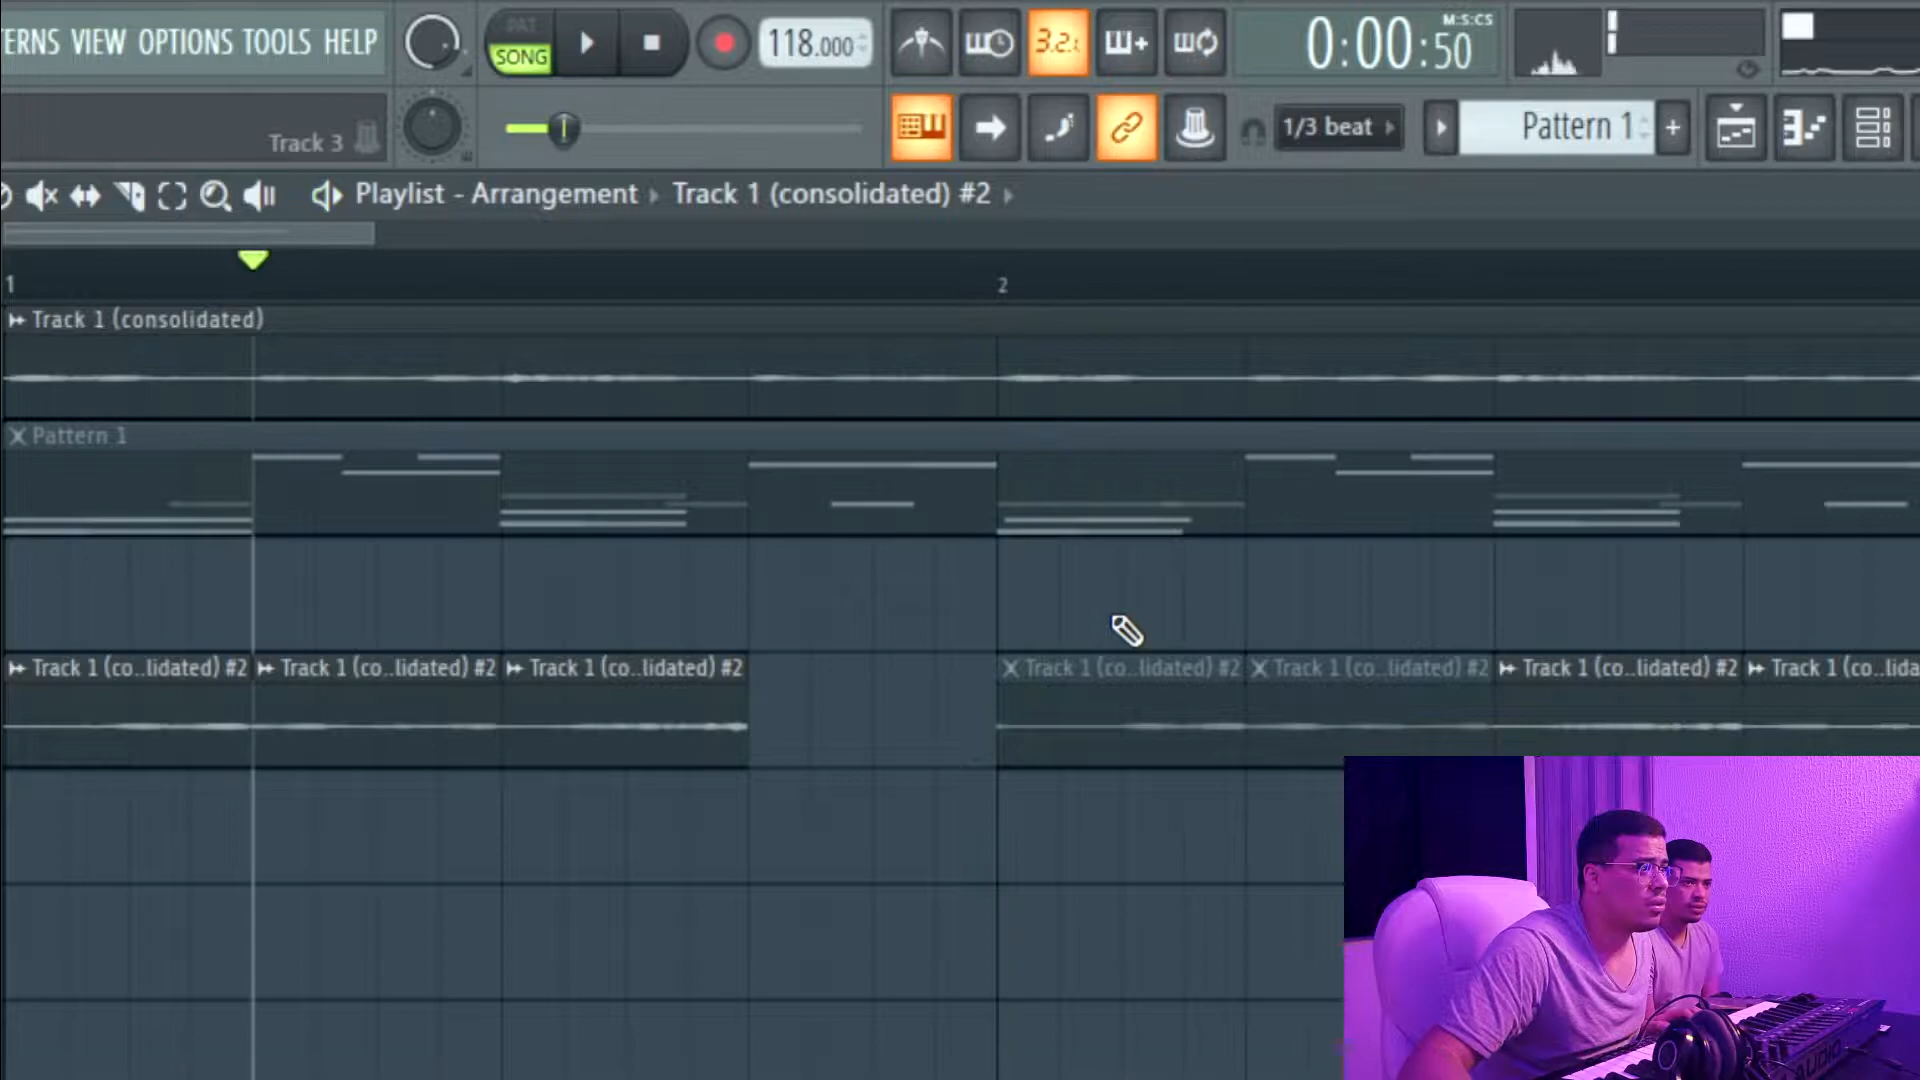 ERNS VIEW OPTIONS TOOLS HELP
PAT
SONG
118.000
3.2.
M:S:CS
0:00:50
Track 3
1/3 beat
Pattern 1
+
Playlist - Arrangement Track 1 (consolidated) #2
1
2
Track 1 (consolidated)
Pattern 1
Track 1 (co..lidated) #2
Track 1 (co..lidated) #2
Track 1 (co..lidated) #2
Track 1 (co..lidated) #2
Track 1 (co..lidated) #2
Track 1 (co..lidated) #2
Track 1 (co..lida
AUDIO